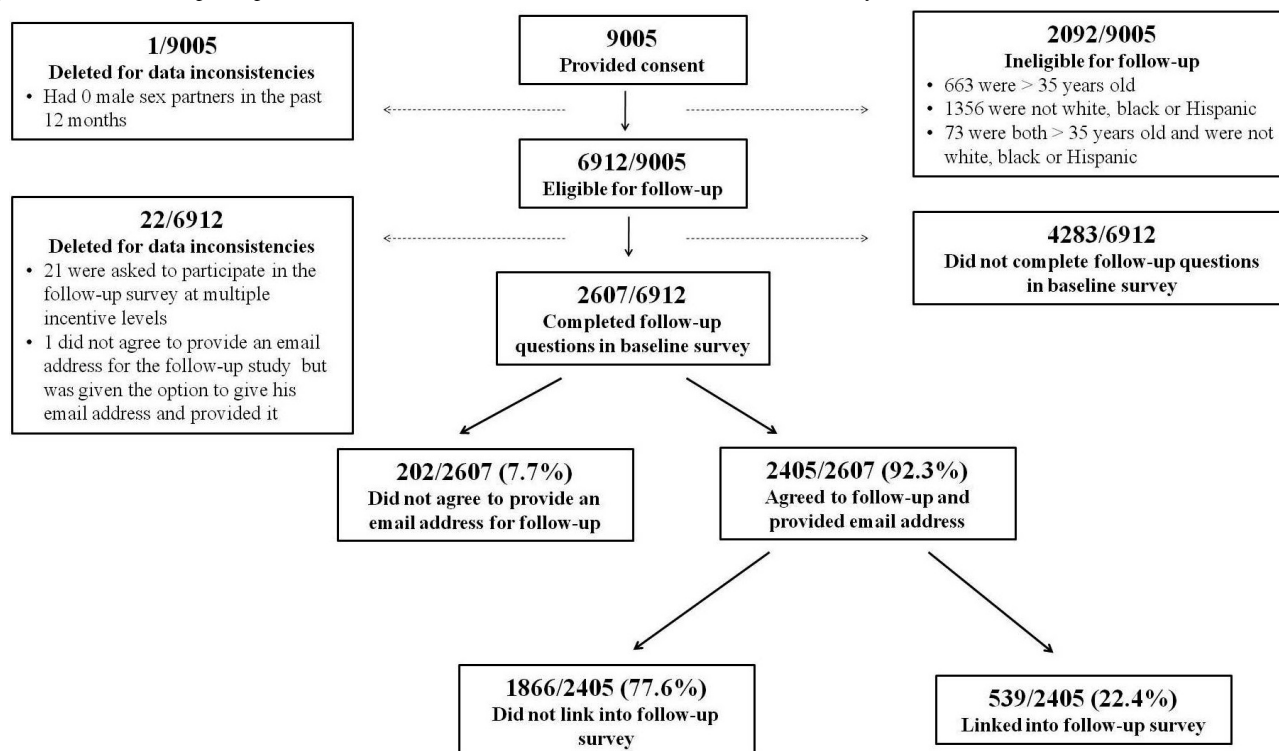 1/9005
Deleted for data inconsistencies
• Had 0 male sex partners in the past
12 months
9005
Provided consent
2092/9005
Ineligible for follow-up
• 663 were > 35 years old
• 1356 were not white, black or Hispanic
• 73 were both > 35 years old and were not
white, black or Hispanic
6912/9005
Eligible for follow-up
22/6912
Deleted for data inconsistencies
• 21 were asked to participate in the
follow-up survey at multiple
incentive levels
• 1 did not agree to provide an email
address for the follow-up study but
was given the option to give his
email address and provided it
4283/6912
Did not complete follow-up questions
in baseline survey
2607/6912
Completed follow-up
questions in baseline survey
202/2607 (7.7%)
Did not agree to provide an
email address for follow-up
2405/2607 (92.3%)
Agreed to follow-up and
provided email address
1866/2405 (77.6%)
Did not link into follow-up
survey
539/2405 (22.4%)
Linked into follow-up survey